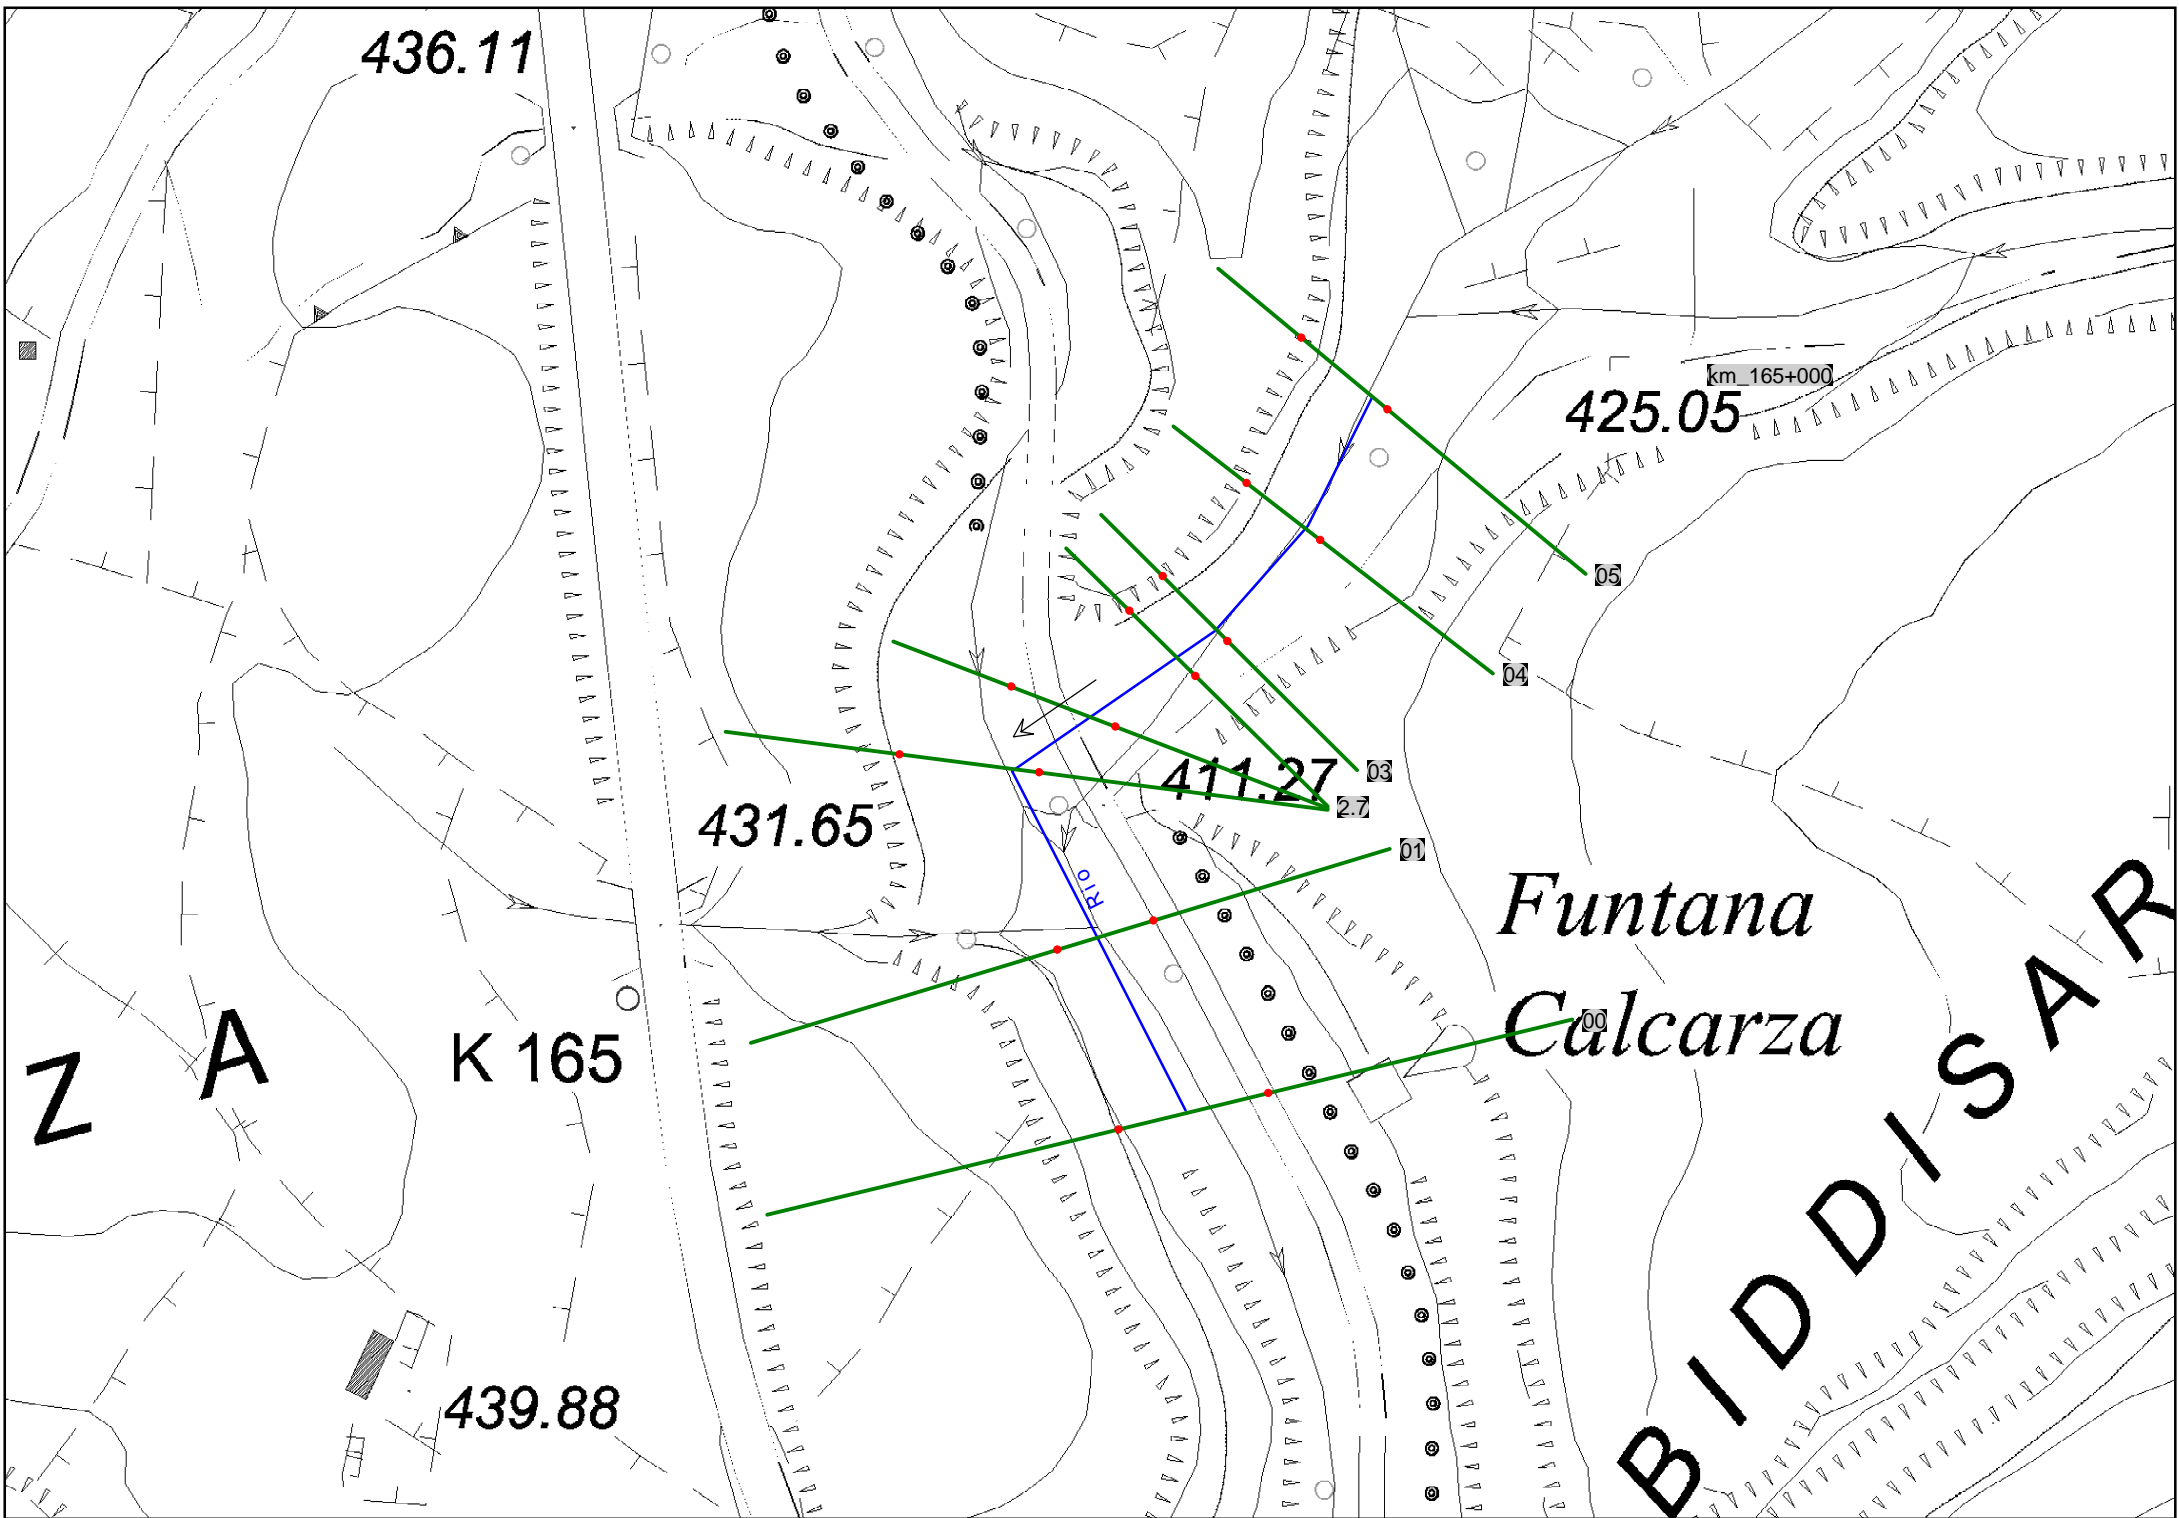 436.11
km_165+000
425.05
05
04
03
411.27
2.7
431.65
01
Rio
Funtana
Calcarza
00
K 165
Z A
BIDDISAR
439.88